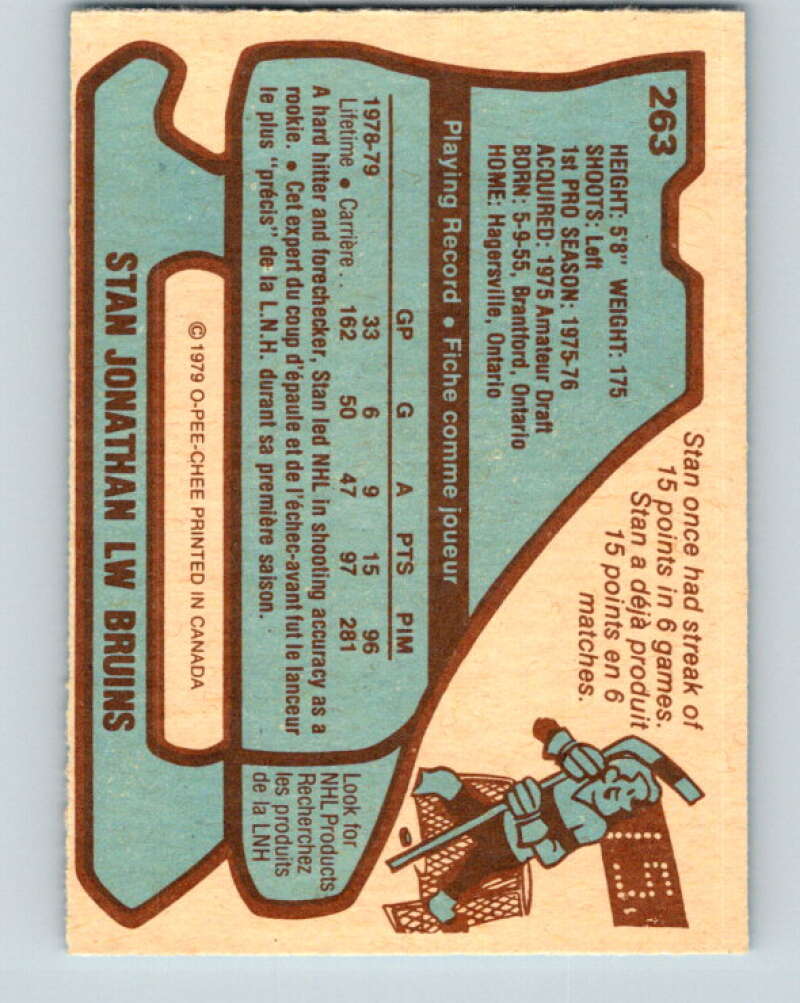 263
HEIGHT: 5'8" WEIGHT: 175
SHOOTS: Left
1st PRO SEASON: 1975-76
ACQUIRED: 1975 Amateur Draft
BORN: 5-9-55, Brantford, Ontario
HOME: Hagersville, Ontario
Stan once had streak of
15 points in 6 games.
Stan a déjà produit
15 points en 6
matches.
Playing Record • Fiche comme joueur
GP G A PTS PIM
1978-79 33 6 9 15 96
Lifetime • Carrière . . 162 50 47 97 281
A hard hitter and forechecker, Stan led NHL in shooting accuracy as a
rookie. • Cet expert du coup d'épaule et de l'échec-avant fut le lanceur
le plus "précis" de la L.N.H. durant sa première saison.
Look for
NHL Products
Recherchez
les produits
de la LNH
© 1979 O-PEE-CHEE PRINTED IN CANADA
STAN JONATHAN LW BRUINS